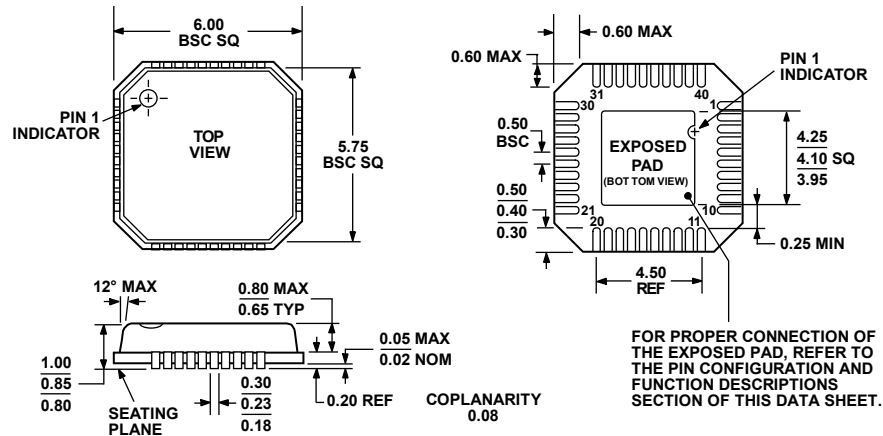 6.00
BSC SQ
PIN 1
INDICATOR
TOP
VIEW
5.75
BSC SQ
0.60 MAX
0.60 MAX
PIN 1
INDICATOR
31
40
30
1
0.50
BSC
EXPOSED
PAD
(BOT TOM VIEW)
4.25
4.10 SQ
3.95
0.50
0.40
0.30
21
10
20
11
0.25 MIN
4.50
REF
12° MAX
0.80 MAX
0.65 TYP
0.05 MAX
0.02 NOM
1.00
0.85
0.80
0.30
0.23
0.18
0.20 REF
SEATING
PLANE
COPLANARITY
0.08
FOR PROPER CONNECTION OF
THE EXPOSED PAD, REFER TO
THE PIN CONFIGURATION AND
FUNCTION DESCRIPTIONS
SECTION OF THIS DATA SHEET.